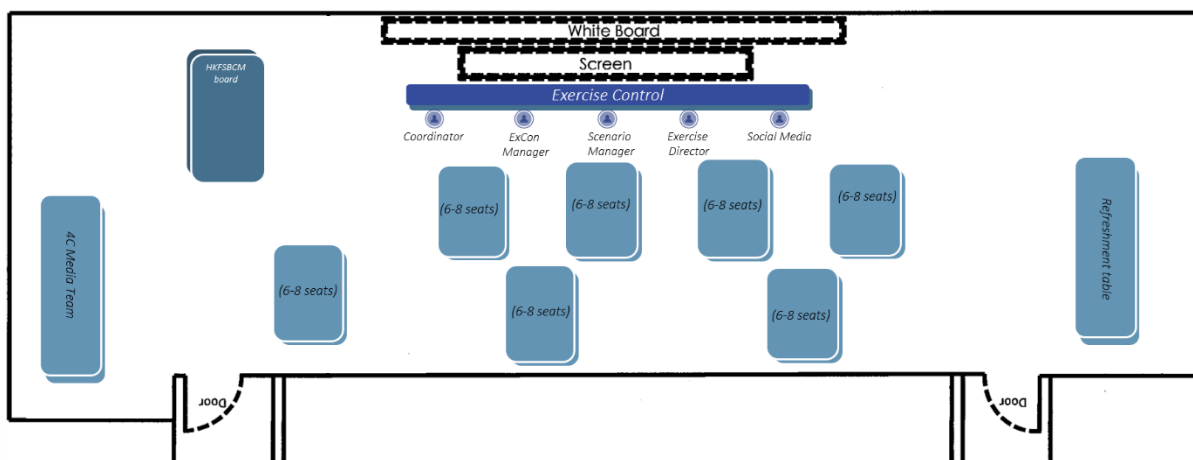 White Board
HKFSBCM
board
Screen
Exercise Control
Coordinator
ExCon
Manager
Scenario
Manager
Exercise
Director
Social Media
(6-8 seats)
(6-8 seats)
(6-8 seats)
(6-8 seats)
4C Media Team
Refreshment table
(6-8 seats)
(6-8 seats)
(6-8 seats)
Door
Door